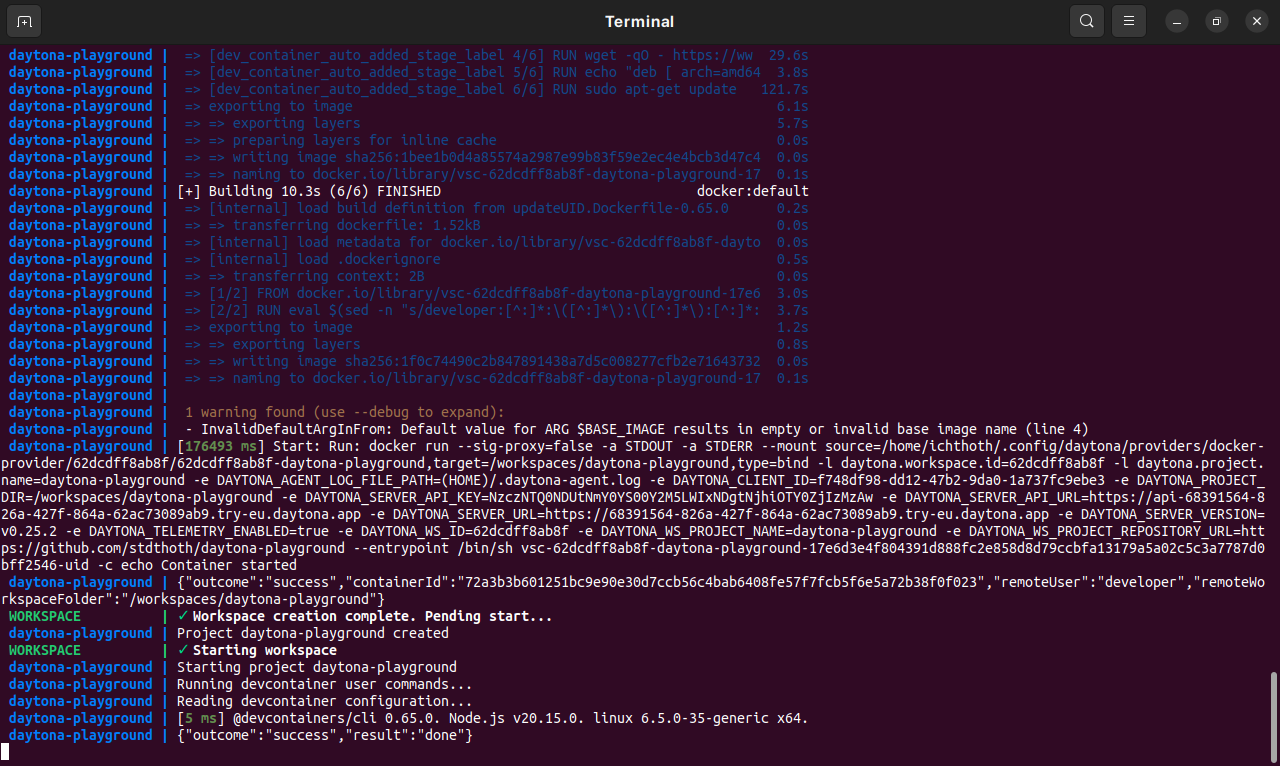 Terminal
daytona-playground | => [dev_container_auto_added_stage_label 4/6] RUN wget -qO - https://ww 29.6s
daytona-playground | => [dev_container_auto_added_stage_label 5/6] RUN echo "deb [ arch=amd64 3.8s
daytona-playground | => [dev_container_auto_added_stage_label 6/6] RUN sudo apt-get update 121.7s
daytona-playground | => exporting to image 6.1s
daytona-playground | => => exporting layers 5.7s
daytona-playground | => => preparing layers for inline cache 0.0s
daytona-playground | => => writing image sha256:1bee1b0d4a85574a2987e99b83f59e2ec4e4bcb3d47c4 0.0s
daytona-playground | => => naming to docker.io/library/vsc-62dcdff8ab8f-daytona-playground-17 0.1s
daytona-playground | [+] Building 10.3s (6/6) FINISHED docker:default
daytona-playground | => [internal] load build definition from updateUID.Dockerfile-0.65.0 0.2s
daytona-playground | => => transferring dockerfile: 1.52kB 0.0s
daytona-playground | => [internal] load metadata for docker.io/library/vsc-62dcdff8ab8f-dayto 0.0s
daytona-playground | => [internal] load .dockerignore 0.5s
daytona-playground | => => transferring context: 2B 0.0s
daytona-playground | => [1/2] FROM docker.io/library/vsc-62dcdff8ab8f-daytona-playground-17e6 3.0s
daytona-playground | => [2/2] RUN eval $(sed -n "s/developer:[^:]*:\([^:]*\):\([^:]*\):[^:]*: 3.7s
daytona-playground | => exporting to image 1.2s
daytona-playground | => => exporting layers 0.8s
daytona-playground | => => writing image sha256:1f0c74490c2b847891438a7d5c008277cfb2e71643732 0.0s
daytona-playground | => => naming to docker.io/library/vsc-62dcdff8ab8f-daytona-playground-17 0.1s
daytona-playground |
daytona-playground | 1 warning found (use --debug to expand):
daytona-playground | - InvalidDefaultArgInFrom: Default value for ARG $BASE_IMAGE results in empty or invalid base image name (line 4)
daytona-playground | [176493 ms] Start: Run: docker run --sig-proxy=false -a STDOUT -a STDERR --mount source=/home/ichthoth/.config/daytona/providers/docker-
provider/62dcdff8ab8f/62dcdff8ab8f-daytona-playground,target=/workspaces/daytona-playground,type=bind -l daytona.workspace.id=62dcdff8ab8f -l daytona.project.
name=daytona-playground -e DAYTONA_AGENT_LOG_FILE_PATH=(HOME)/.daytona-agent.log -e DAYTONA_CLIENT_ID=f748df98-dd12-47b2-9da0-1a737fc9ebe3 -e DAYTONA_PROJECT_
DIR=/workspaces/daytona-playground -e DAYTONA_SERVER_API_KEY=NzczNTQ0NDUtNmY0YS00Y2M5LWIxNDgtNjhiOTY0ZjIzMzAw -e DAYTONA_SERVER_API_URL=https://api-68391564-8
26a-427f-864a-62ac73089ab9.try-eu.daytona.app -e DAYTONA_SERVER_URL=https://68391564-826a-427f-864a-62ac73089ab9.try-eu.daytona.app -e DAYTONA_SERVER_VERSION=
v0.25.2 -e DAYTONA_TELEMETRY_ENABLED=true -e DAYTONA_WS_ID=62dcdff8ab8f -e DAYTONA_WS_PROJECT_NAME=daytona-playground -e DAYTONA_WS_PROJECT_REPOSITORY_URL=htt
ps://github.com/stdthoth/daytona-playground --entrypoint /bin/sh vsc-62dcdff8ab8f-daytona-playground-17e6d3e4f804391d888fc2e858d8d79ccbfa13179a5a02c5c3a7787d0
bff2546-uid -c echo Container started
daytona-playground | {"outcome":"success","containerId":"72a3b3b601251bc9e90e30d7ccb56c4bab6408fe57f7fcb5f6e5a72b38f0f023","remoteUser":"developer","remoteWo
rkspaceFolder":"/workspaces/daytona-playground"}
WORKSPACE | ✓ Workspace creation complete. Pending start...
daytona-playground | Project daytona-playground created
WORKSPACE | ✓ Starting workspace
daytona-playground | Starting project daytona-playground
daytona-playground | Running devcontainer user commands...
daytona-playground | Reading devcontainer configuration...
daytona-playground | [5 ms] @devcontainers/cli 0.65.0. Node.js v20.15.0. linux 6.5.0-35-generic x64.
daytona-playground | {"outcome":"success","result":"done"}